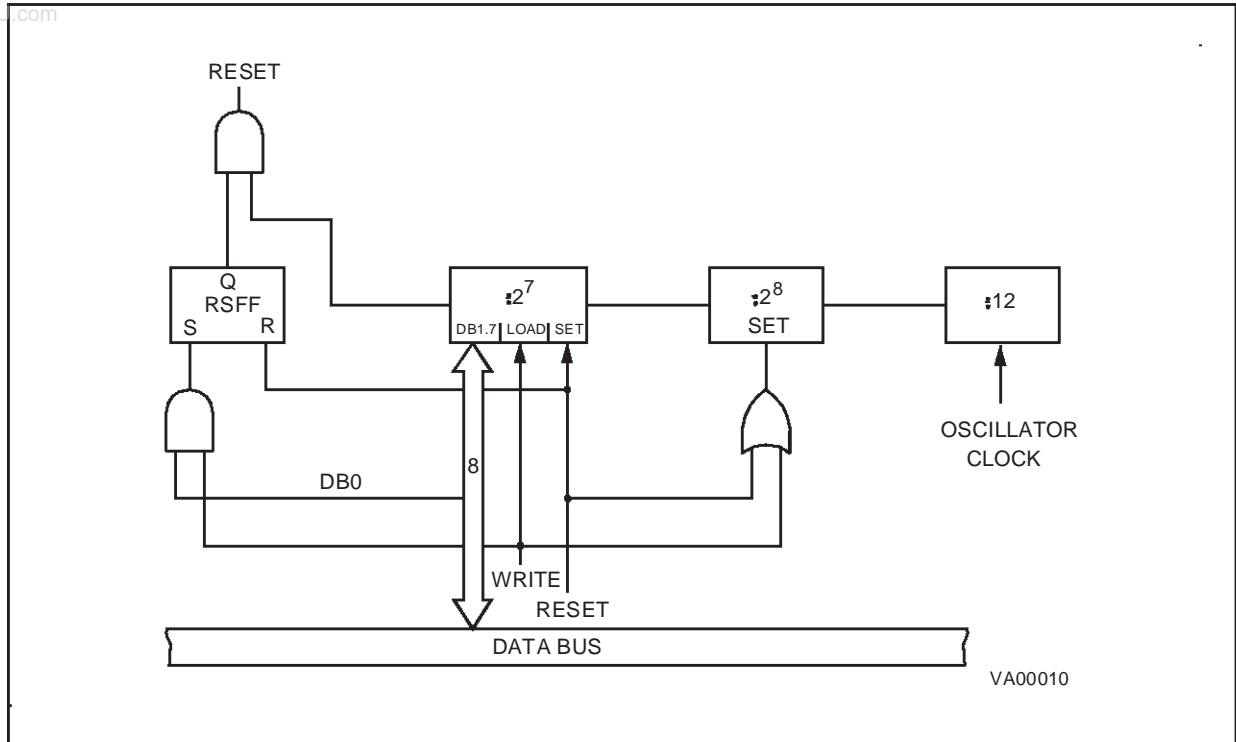 .com
RESET
Q
RSFF
S
R
÷2⁷
DB1.7 LOAD SET
÷2⁸
SET
÷12
OSCILLATOR
CLOCK
8
DB0
WRITE
RESET
DATA BUS
VA00010